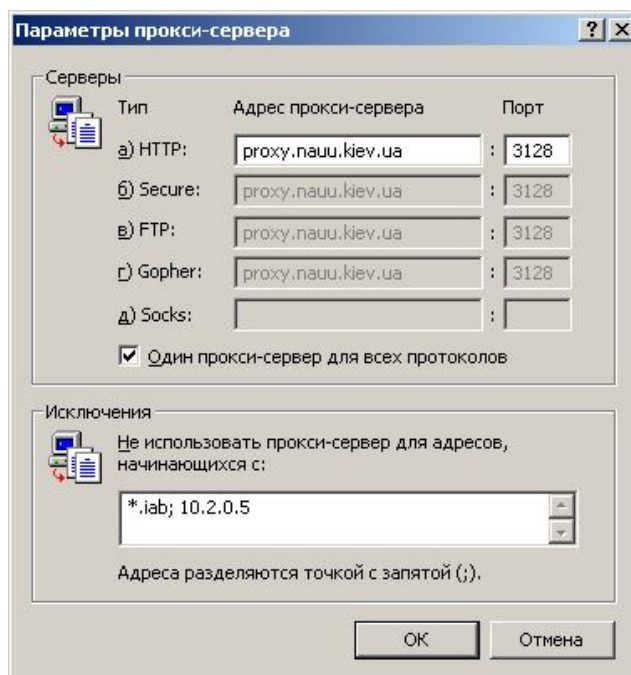 Параметры прокси-сервера
Серверы
Тип Адрес прокси-сервера Порт
а) HTTP: proxy.nauu.kiev.ua : 3128
б) Secure: proxy.nauu.kiev.ua : 3128
в) FTP: proxy.nauu.kiev.ua : 3128
г) Gopher: proxy.nauu.kiev.ua : 3128
д) Socks: :
Один прокси-сервер для всех протоколов
Исключения
Не использовать прокси-сервер для адресов,
начинающихся с:
*.iab; 10.2.0.5
Адреса разделяются точкой с запятой (;).
OK Отмена